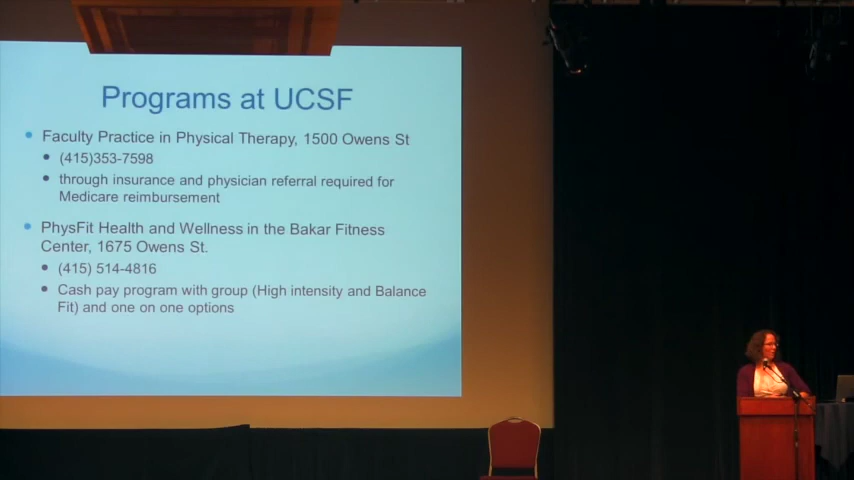 Programs at UCSF
Faculty Practice in Physical Therapy, 1500 Owens St
(415)353-7598
through insurance and physician referral required for
Medicare reimbursement
PhysFit Health and Wellness in the Bakar Fitness
Center, 1675 Owens St.
(415) 514-4816
Cash pay program with group (High intensity and Balance
Fit) and one on one options